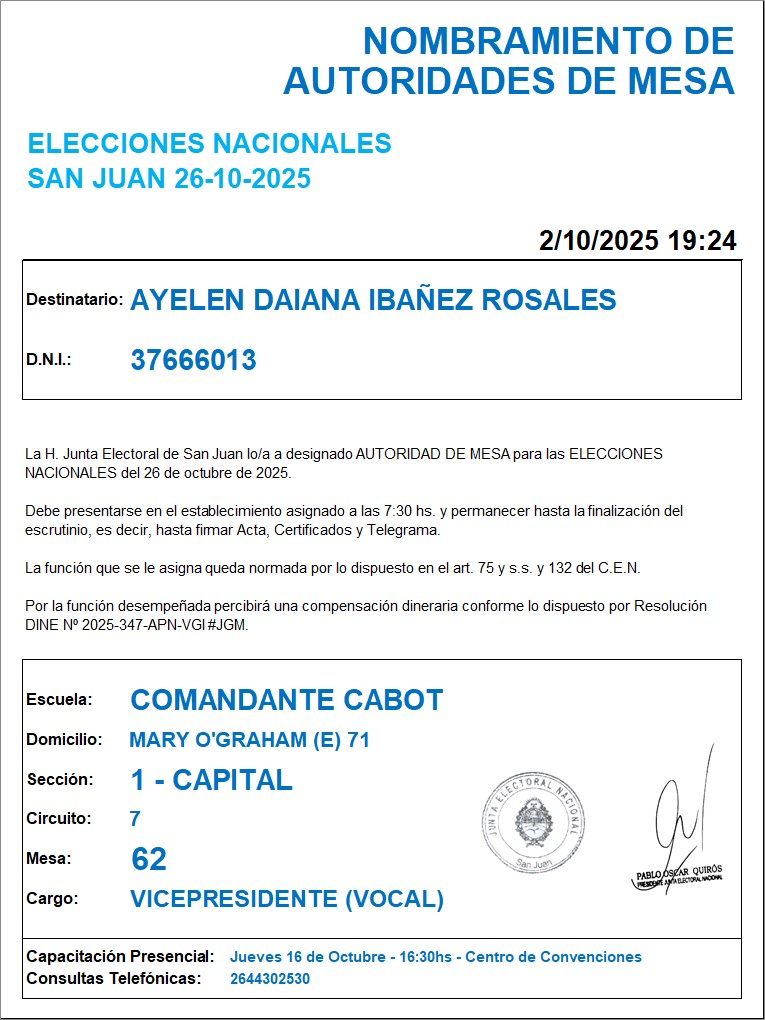 NOMBRAMIENTO DE
AUTORIDADES DE MESA
ELECCIONES NACIONALES
SAN JUAN 26-10-2025
2/10/2025 19:24
Destinatario: AYELEN DAIANA IBAÑEZ ROSALES
D.N.I.: 37666013
La H. Junta Electoral de San Juan lo/a a designado AUTORIDAD DE MESA para las ELECCIONES
NACIONALES del 26 de octubre de 2025.
Debe presentarse en el establecimiento asignado a las 7:30 hs. y permanecer hasta la finalización del
escrutinio, es decir, hasta firmar Acta, Certificados y Telegrama.
La función que se le asigna queda normada por lo dispuesto en el art. 75 y s.s. y 132 del C.E.N.
Por la función desempeñada percibirá una compensación dineraria conforme lo dispuesto por Resolución
DINE Nº 2025-347-APN-VGI#JGM.
Escuela: COMANDANTE CABOT
Domicilio: MARY O'GRAHAM (E) 71
Sección: 1 - CAPITAL
Circuito: 7
Mesa: 62
Cargo: VICEPRESIDENTE (VOCAL)
JUNTA ELECTORAL NACIONAL
San Juan
PABLO OSCAR QUIRÓS
PRESIDENTE JUNTA ELECTORAL NACIONAL
Capacitación Presencial: Jueves 16 de Octubre - 16:30hs - Centro de Convenciones
Consultas Telefónicas: 2644302530